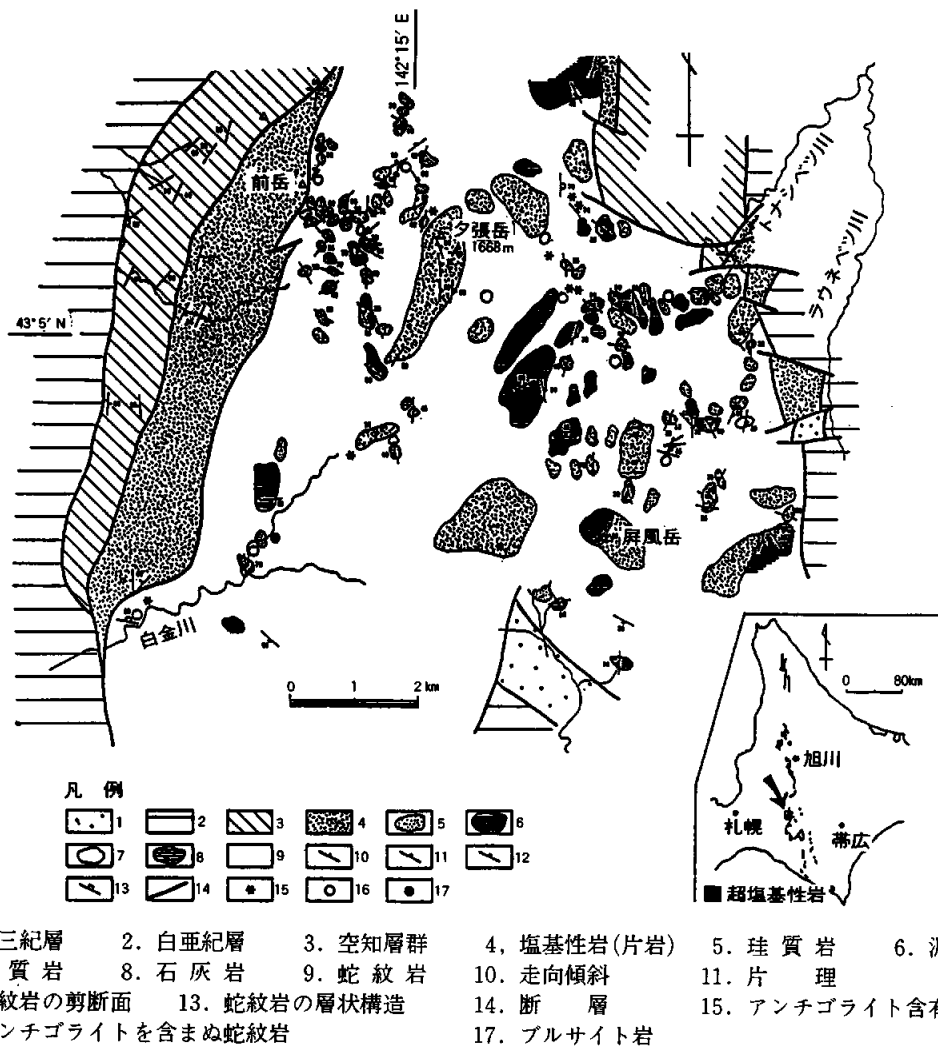 142°15′E
前岳
夕張岳
1668m
トナシベツ川
ラウネベツ川
43°5′N
屏風岳
白金川
0 1 2 km
0 80km
旭川
札幌
帯広
超塩基性岩
凡 例
1 2 3 4 5 6
7 8 9 10 11 12
13 14 15 16 17
三紀層 2. 白亜紀層 3. 空知層群 4, 塩基性岩(片岩) 5. 珪質岩 6.
質岩 8. 石灰岩 9. 蛇紋岩 10. 走向傾斜 11. 片理
紋岩の剪断面 13. 蛇紋岩の層状構造 14. 断層 15. アンチゴライト含有
ンチゴライトを含まぬ蛇紋岩 17. ブルサイト岩